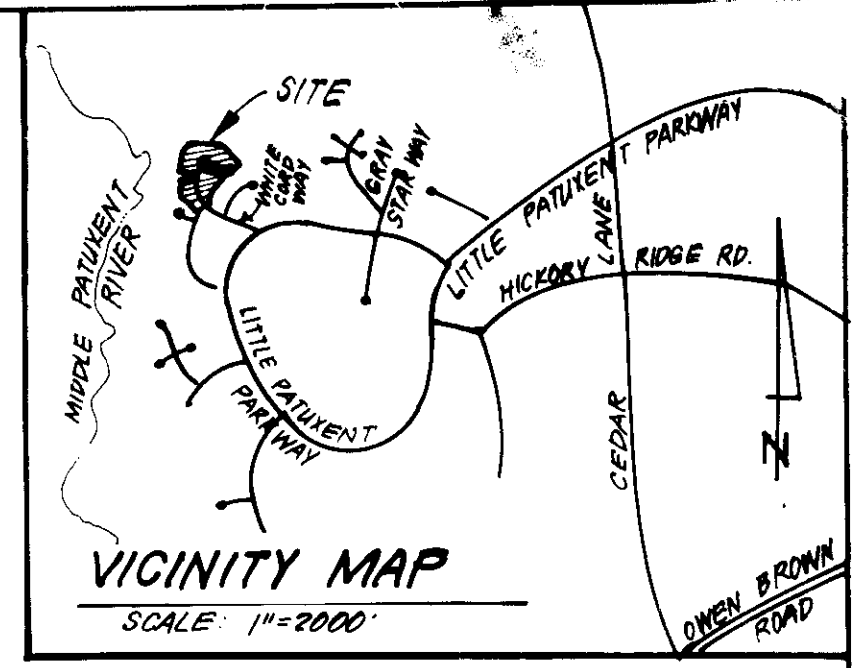 SITE
WHITE
CORD
WAY
GRAY
STAR WAY
LITTLE PATUXENT PARKWAY
LANE
HICKORY RIDGE RD.
MIDDLE PATUXENT
RIVER
LITTLE PATUXENT
PARKWAY
CEDAR
N
VICINITY MAP
SCALE: 1"=2000'
OWEN BROWN
ROAD